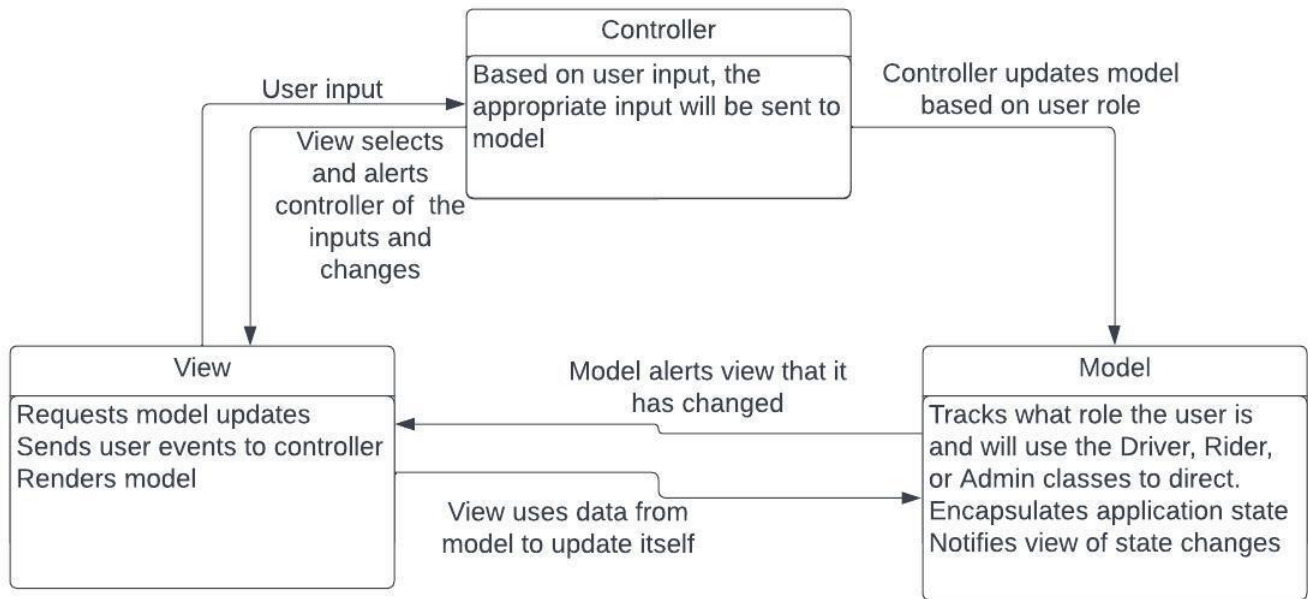 Controller
Based on user input, the
appropriate input will be sent to
model
User input
View selects
and alerts
controller of the
inputs and
changes
Controller updates model
based on user role
View
Requests model updates
Sends user events to controller
Renders model
Model alerts view that it
has changed
View uses data from
model to update itself
Model
Tracks what role the user is
and will use the Driver, Rider,
or Admin classes to direct.
Encapsulates application state
Notifies view of state changes